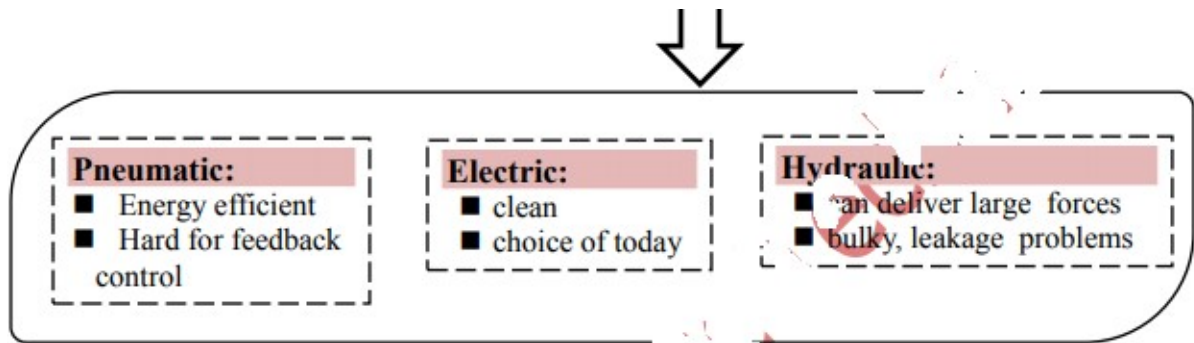 Pneumatic:
■ Energy efficient
■ Hard for feedback
control
Electric:
■ clean
■ choice of today
Hydraulic:
■ can deliver large forces
■ bulky, leakage problems